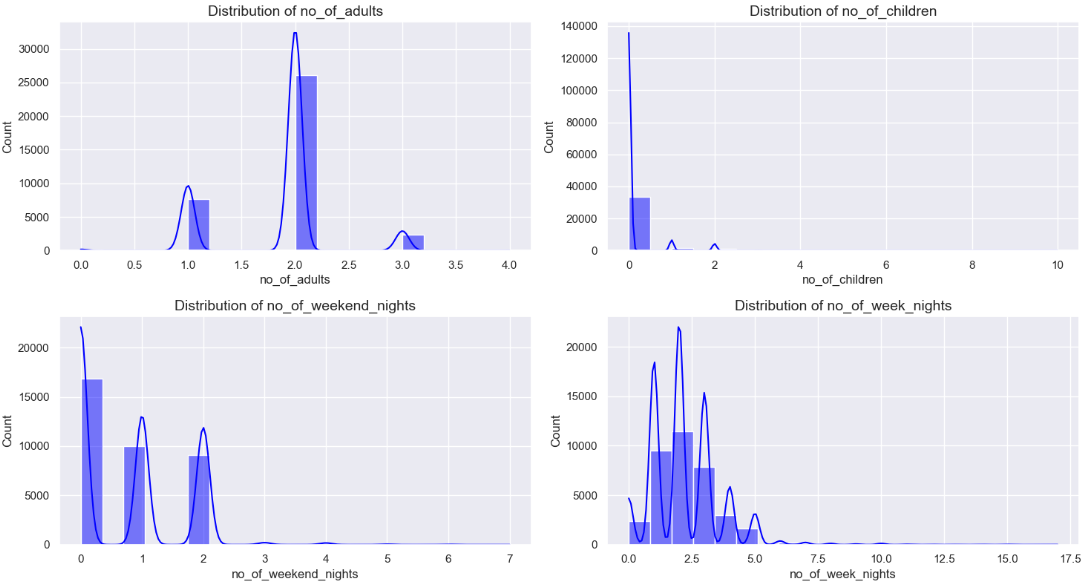 Distribution of no_of_adults
Count
30000
25000
20000
15000
10000
5000
0
0.0 0.5 1.0 1.5 2.0 2.5 3.0 3.5 4.0
no_of_adults
Distribution of no_of_children
Count
140000
120000
100000
80000
60000
40000
20000
0
0 2 4 6 8 10
no_of_children
Distribution of no_of_weekend_nights
Count
20000
15000
10000
5000
0
0 1 2 3 4 5 6 7
no_of_weekend_nights
Distribution of no_of_week_nights
Count
20000
15000
10000
5000
0
0.0 2.5 5.0 7.5 10.0 12.5 15.0 17.5
no_of_week_nights